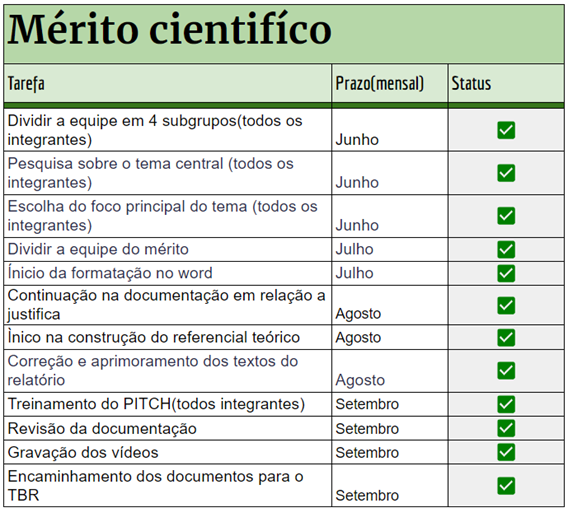 Mérito cientifíco
Tarefa Prazo(mensal) Status
Dividir a equipe em 4 subgrupos(todos os
integrantes) Junho
Pesquisa sobre o tema central (todos os
integrantes) Junho
Escolha do foco principal do tema (todos os
integrantes) Junho
Dividir a equipe do mérito Julho
Ínicio da formatação no word Julho
Continuação na documentação em relação a
justifica Agosto
Ìnico na construção do referencial teórico Agosto
Correção e aprimoramento dos textos do
relatório Agosto
Treinamento do PITCH(todos integrantes) Setembro
Revisão da documentação Setembro
Gravação dos vídeos Setembro
Encaminhamento dos documentos para o
TBR Setembro